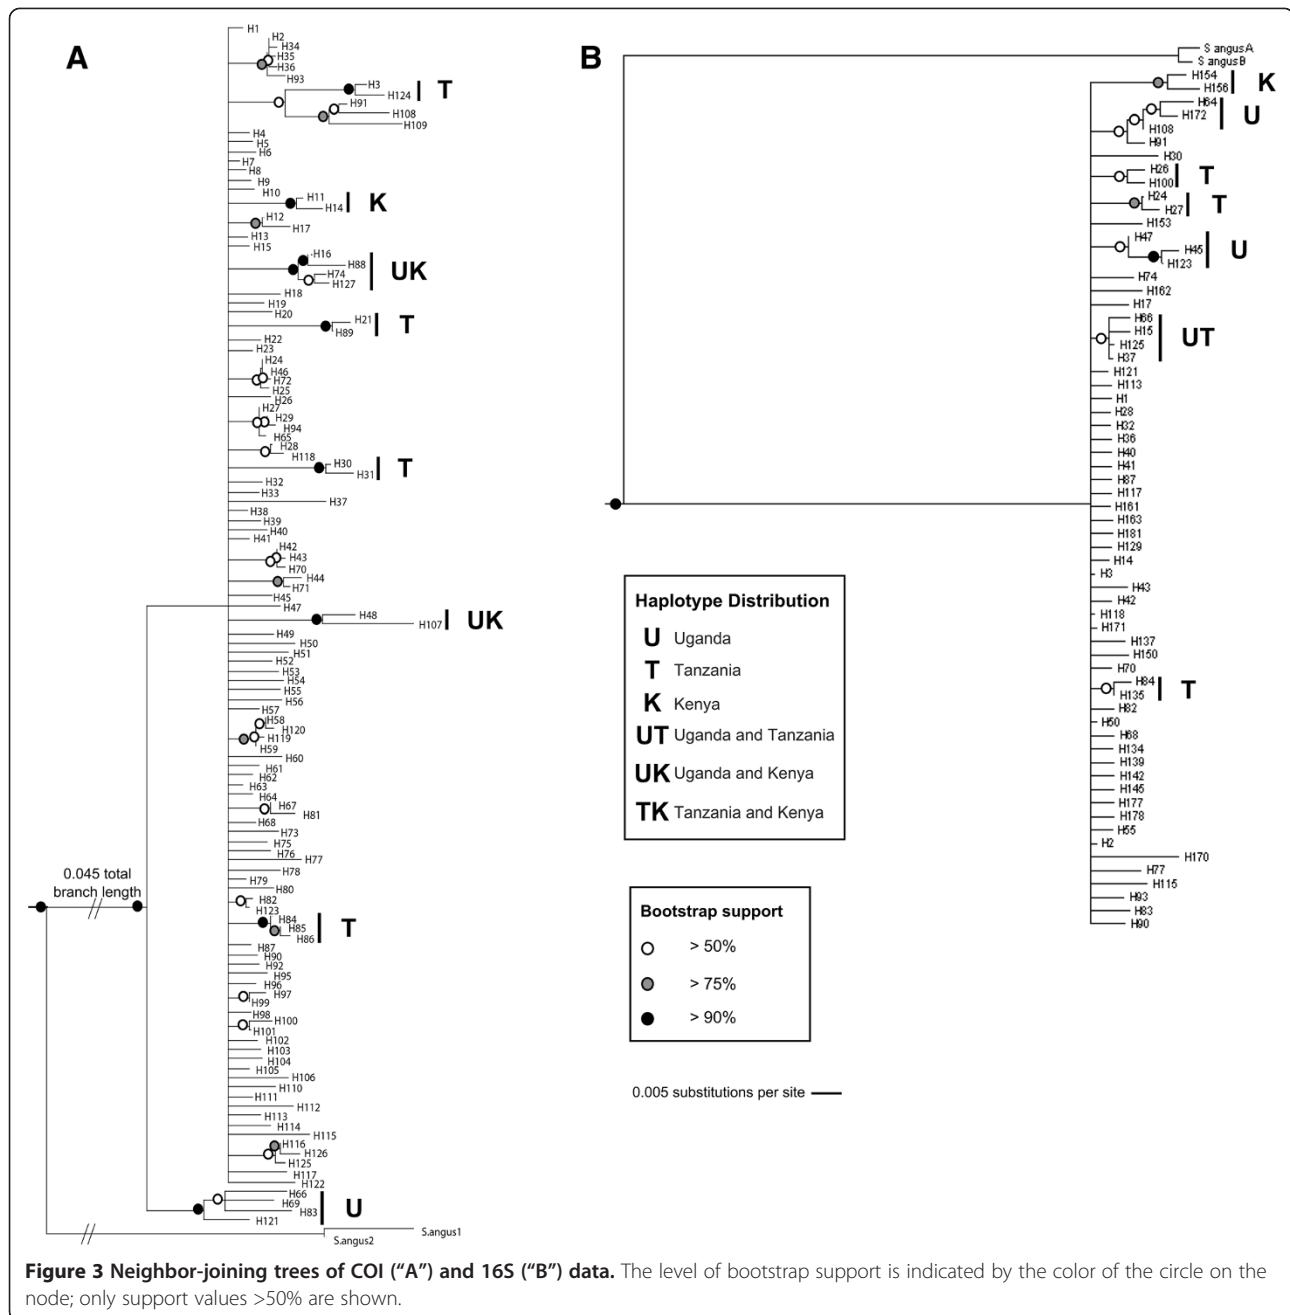 A
H1
H2
H34
H35
H36
H93
H3
H124
T
H91
H108
H109
H4
H5
H6
H7
H8
H9
H10
H11
H14
K
H12
H17
H13
H15
H16
H88
H74
H127
UK
H18
H19
H20
H21
H89
T
H22
H23
H24
H46
H72
H25
H26
H27
H29
H94
H65
H28
H118
H30
H31
T
H32
H33
H37
H38
H39
H40
H41
H42
H43
H70
H44
H71
H45
H47
H48
H107
UK
H49
H50
H51
H52
H53
H54
H55
H56
H57
H58
H120
H119
H59
H60
H61
H62
H63
H64
H67
H81
H68
H73
H75
H76
H77
H78
H79
H80
H82
H123
H84
H85
H86
T
H87
H90
H92
H95
H96
H97
H99
H98
H100
H101
H102
H103
H104
H105
H106
H110
H111
H112
H113
H114
H115
H116
H126
H125
H117
H122
H66
H69
H83
H121
U
S.angus1
S.angus2
0.045 total
branch length
B
S angusA
S angusB
H154
H156
K
H64
H172
H108
H91
U
H30
H26
H100
T
H24
H27
T
H153
H47
H45
H123
U
H74
H162
H17
H66
H15
H125
H37
UT
H121
H113
H1
H28
H32
H36
H40
H41
H87
H117
H161
H163
H181
H129
H14
H3
H43
H42
H118
H171
H137
H150
H70
H84
H135
T
H82
H50
H68
H134
H139
H142
H145
H177
H178
H55
H2
H170
H77
H115
H93
H83
H90
Haplotype Distribution
U Uganda
T Tanzania
K Kenya
UT Uganda and Tanzania
UK Uganda and Kenya
TK Tanzania and Kenya
Bootstrap support
> 50%
> 75%
> 90%
0.005 substitutions per site
Figure 3 Neighbor-joining trees of COI (“A”) and 16S (“B”) data. The level of bootstrap support is indicated by the color of the circle on the
node; only support values >50% are shown.